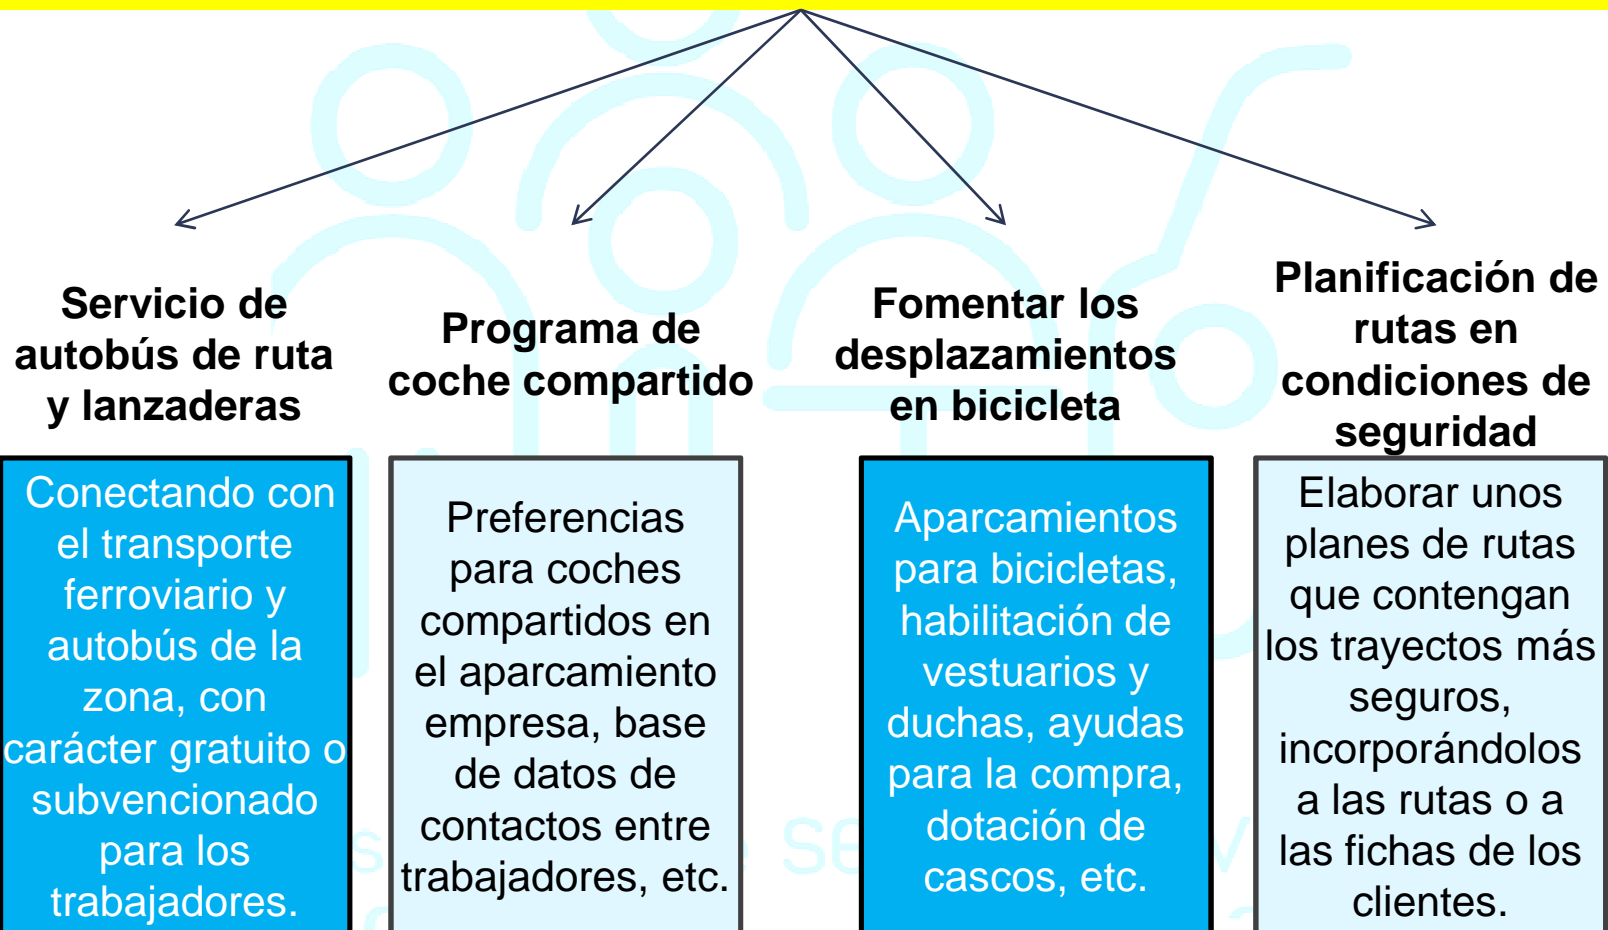 Servicio de
autobús de ruta
y lanzaderas
Conectando con
el transporte
ferroviario y
autobús de la
zona, con
carácter gratuito o
subvencionado
para los
trabajadores.
Programa de
coche compartido
Preferencias
para coches
compartidos en
el aparcamiento
empresa, base
de datos de
contactos entre
trabajadores, etc.
Fomentar los
desplazamientos
en bicicleta
Aparcamientos
para bicicletas,
habilitación de
vestuarios y
duchas, ayudas
para la compra,
dotación de
cascos, etc.
Planificación de
rutas en
condiciones de
seguridad
Elaborar unos
planes de rutas
que contengan
los trayectos más
seguros,
incorporándolos
a las rutas o a
las fichas de los
clientes.